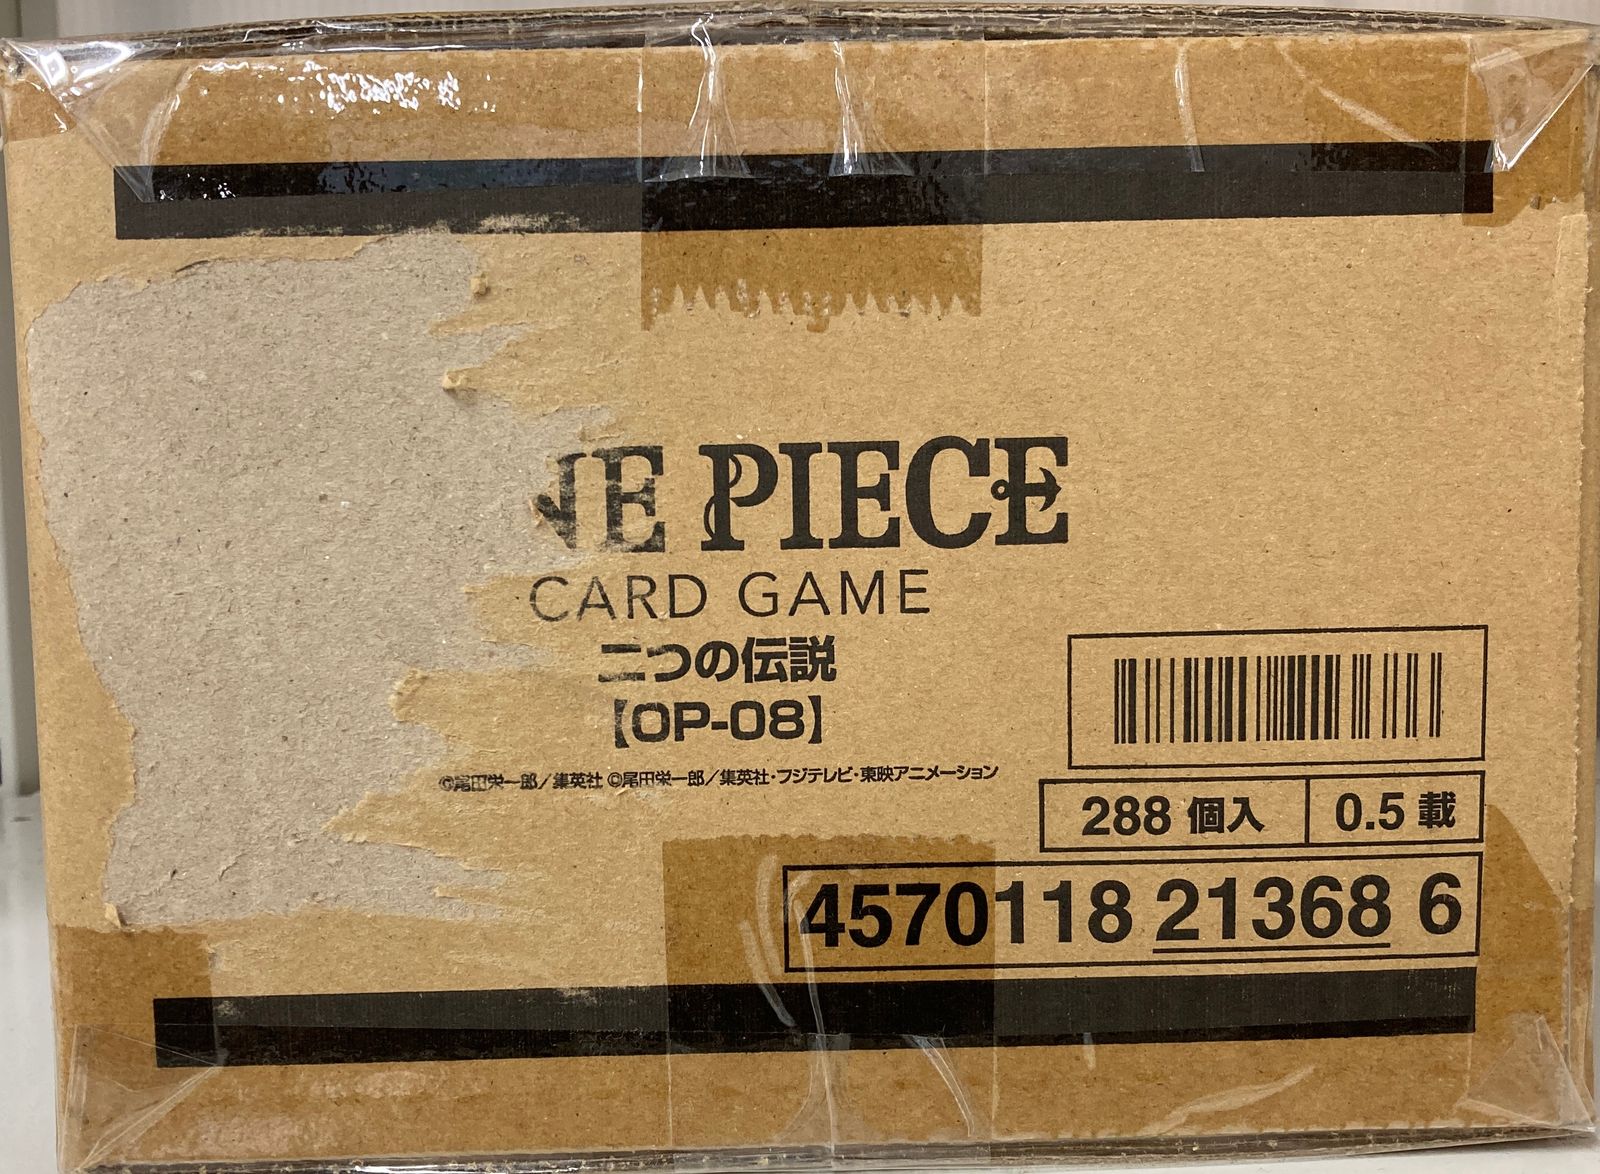 NE PIECE
CARD GAME
二つの伝説
【OP-08】
©尾田栄一郎/集英社 ©尾田栄一郎/集英社・フジテレビ・東映アニメーション
288 個入
0.5 載
4570118 21368 6